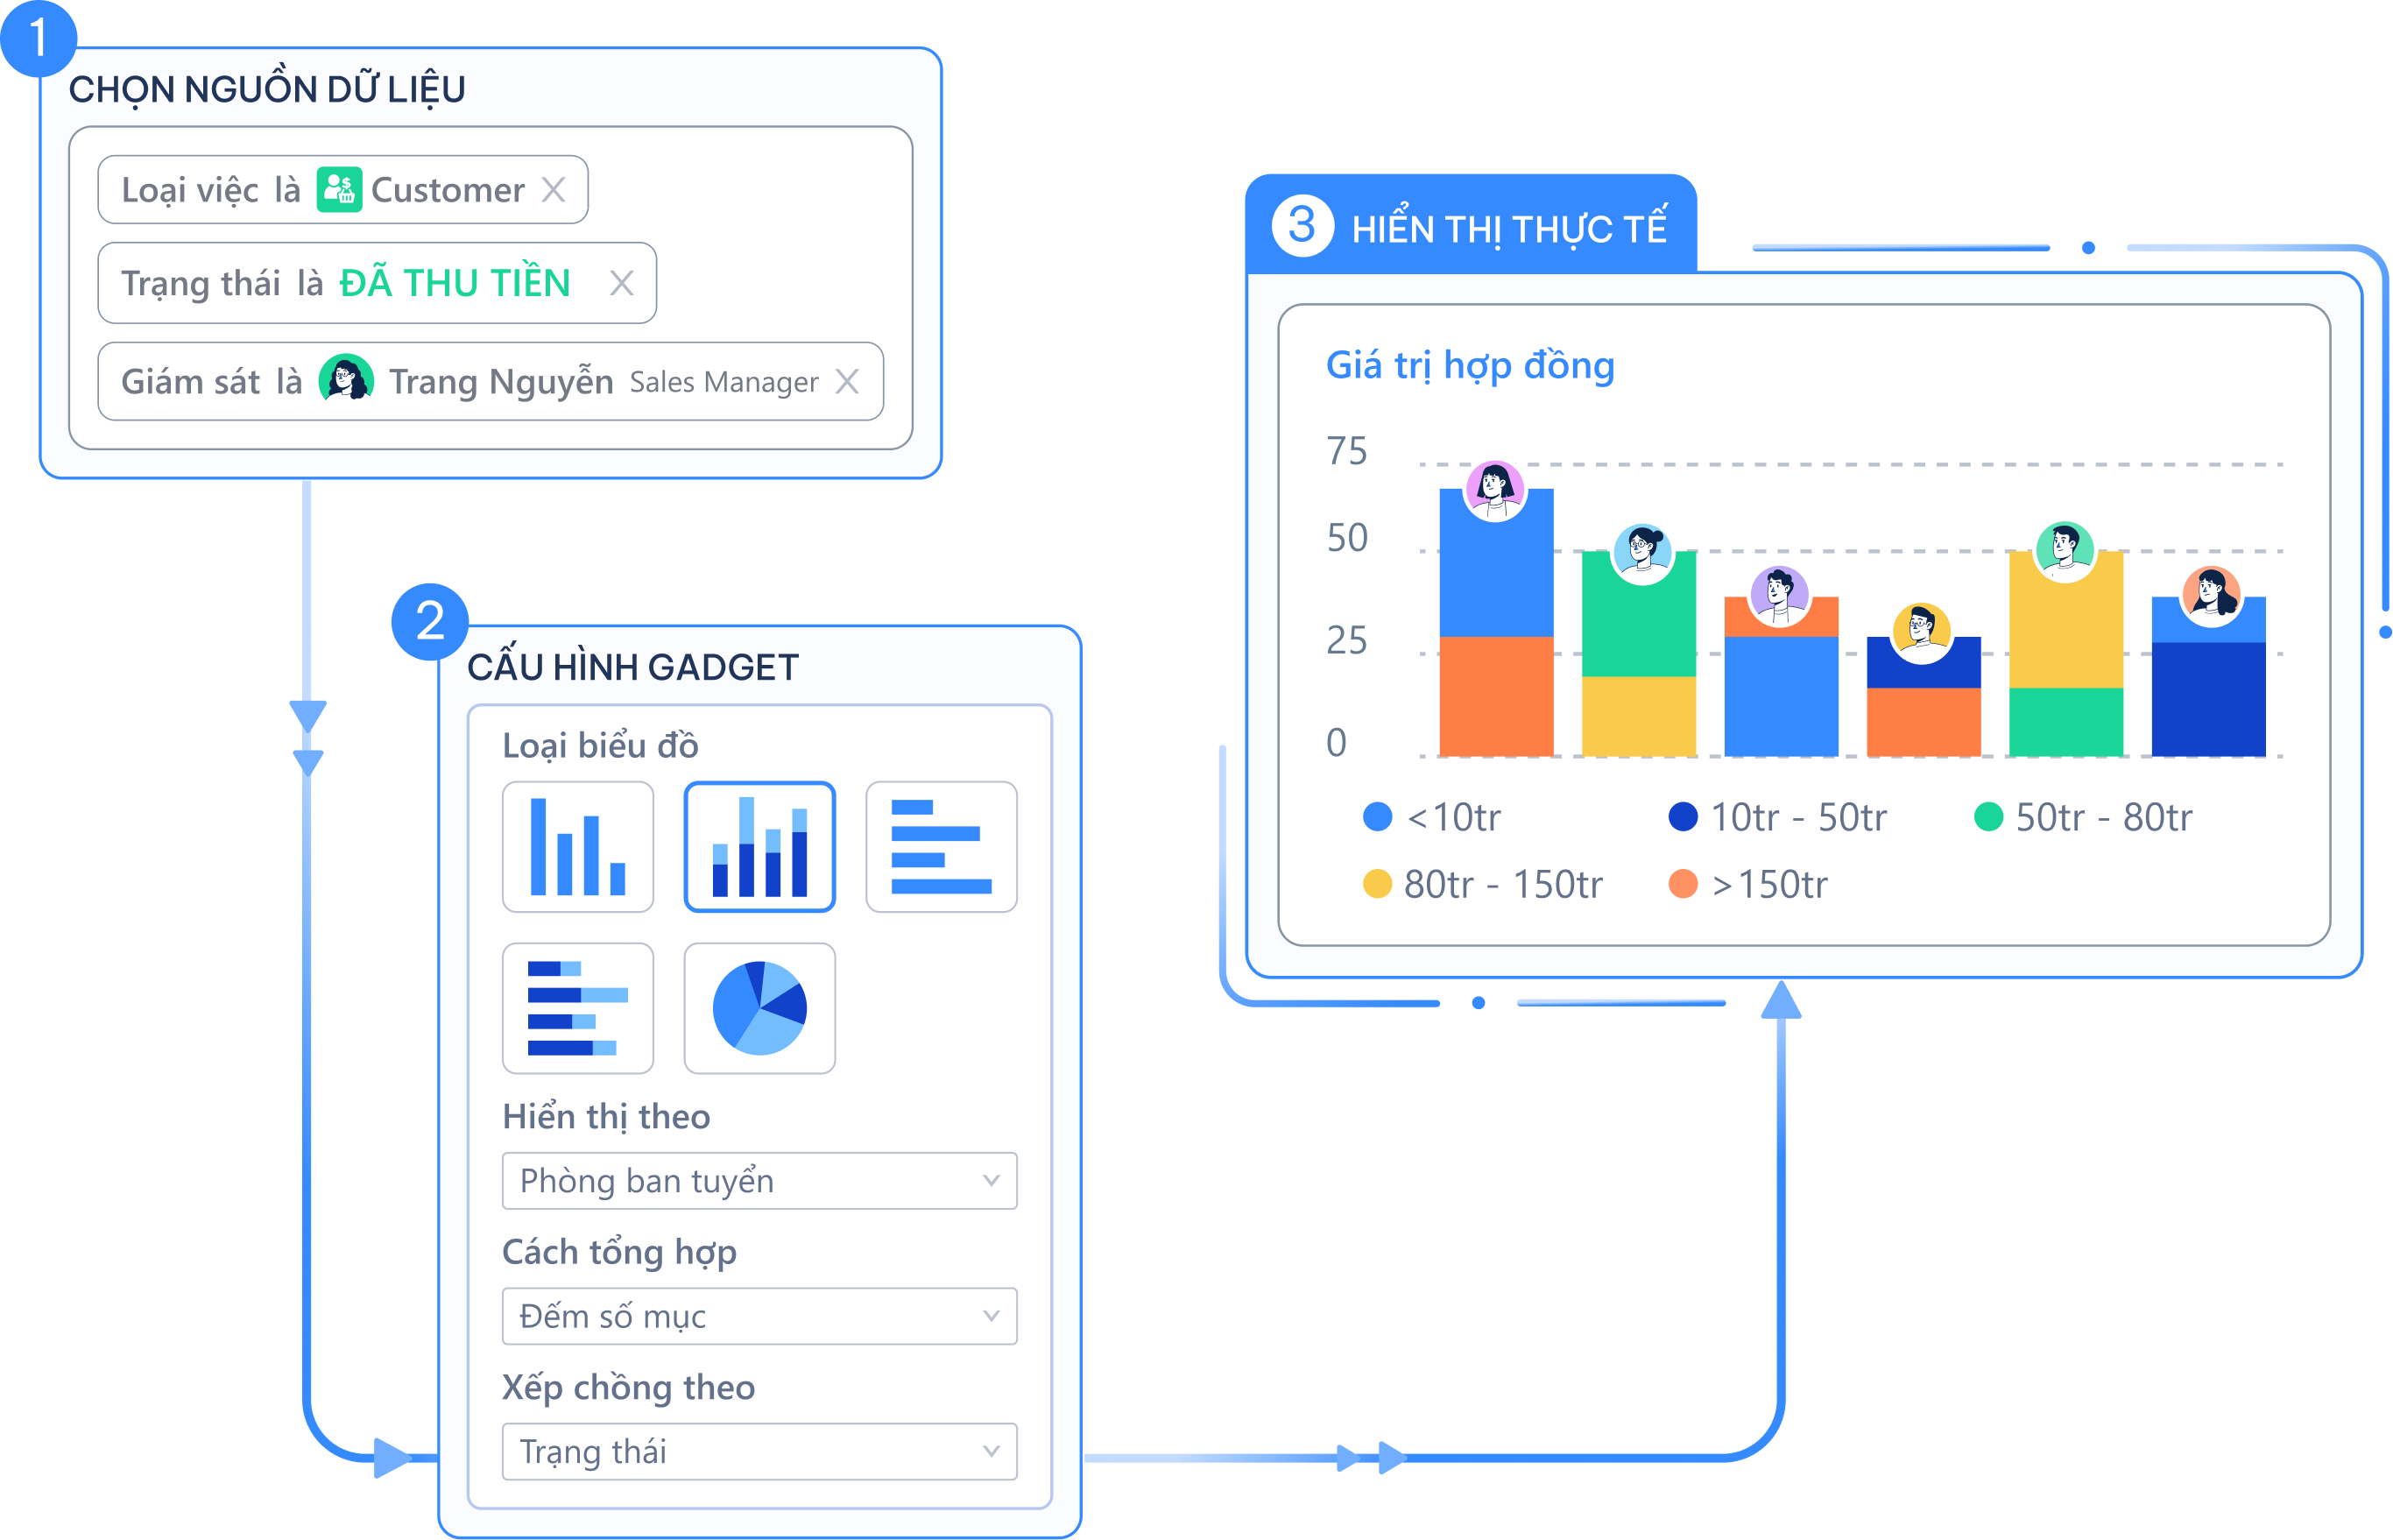 1
CHỌN NGUỒN DỮ LIỆU
Loại việc là Customer X
Trạng thái là ĐÃ THU TIỀN X
Giám sát là Trang Nguyễn Sales Manager X
2
CẤU HÌNH GADGET
Loại biểu đồ
Hiển thị theo
Phòng ban tuyển
Cách tổng hợp
Đếm số mục
Xếp chồng theo
Trạng thái
3 HIỂN THỊ THỰC TẾ
Giá trị hợp đồng
75
50
25
0
<10tr 10tr - 50tr 50tr - 80tr
80tr - 150tr >150tr